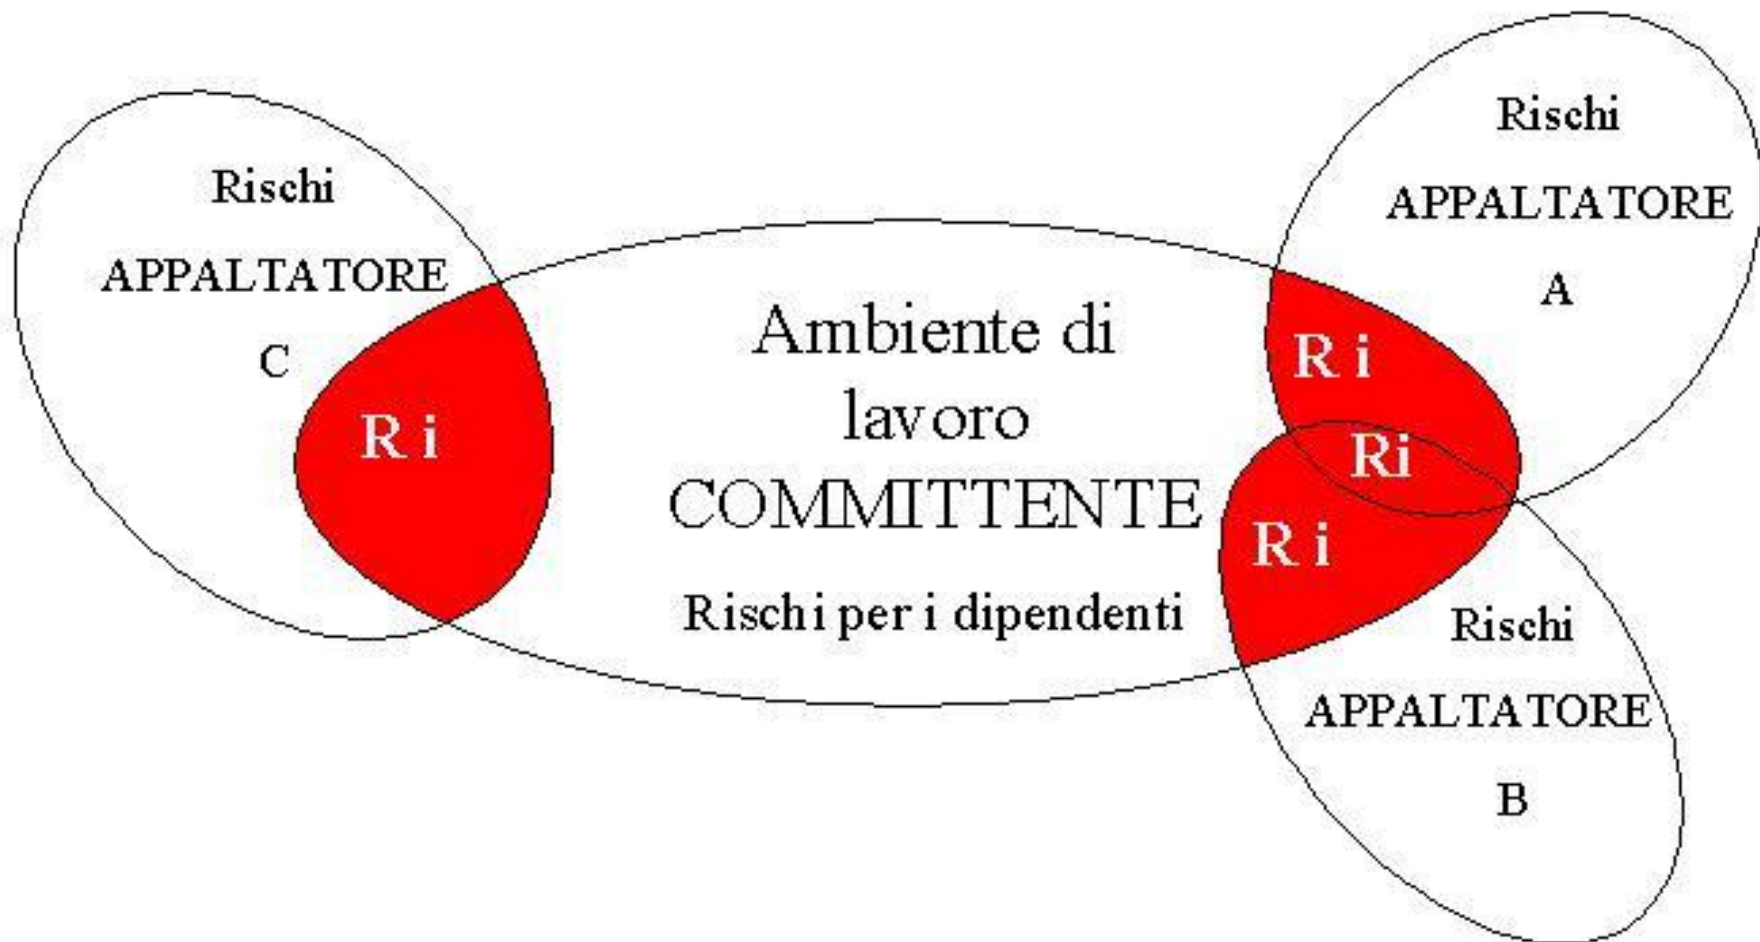 Rischi
APPALTATORE
C
R i
Ambiente di
lavoro
COMMITTENTE
Rischi per i dipendenti
Rischi
APPALTATORE
A
R i
Ri
R i
Rischi
APPALTATORE
B